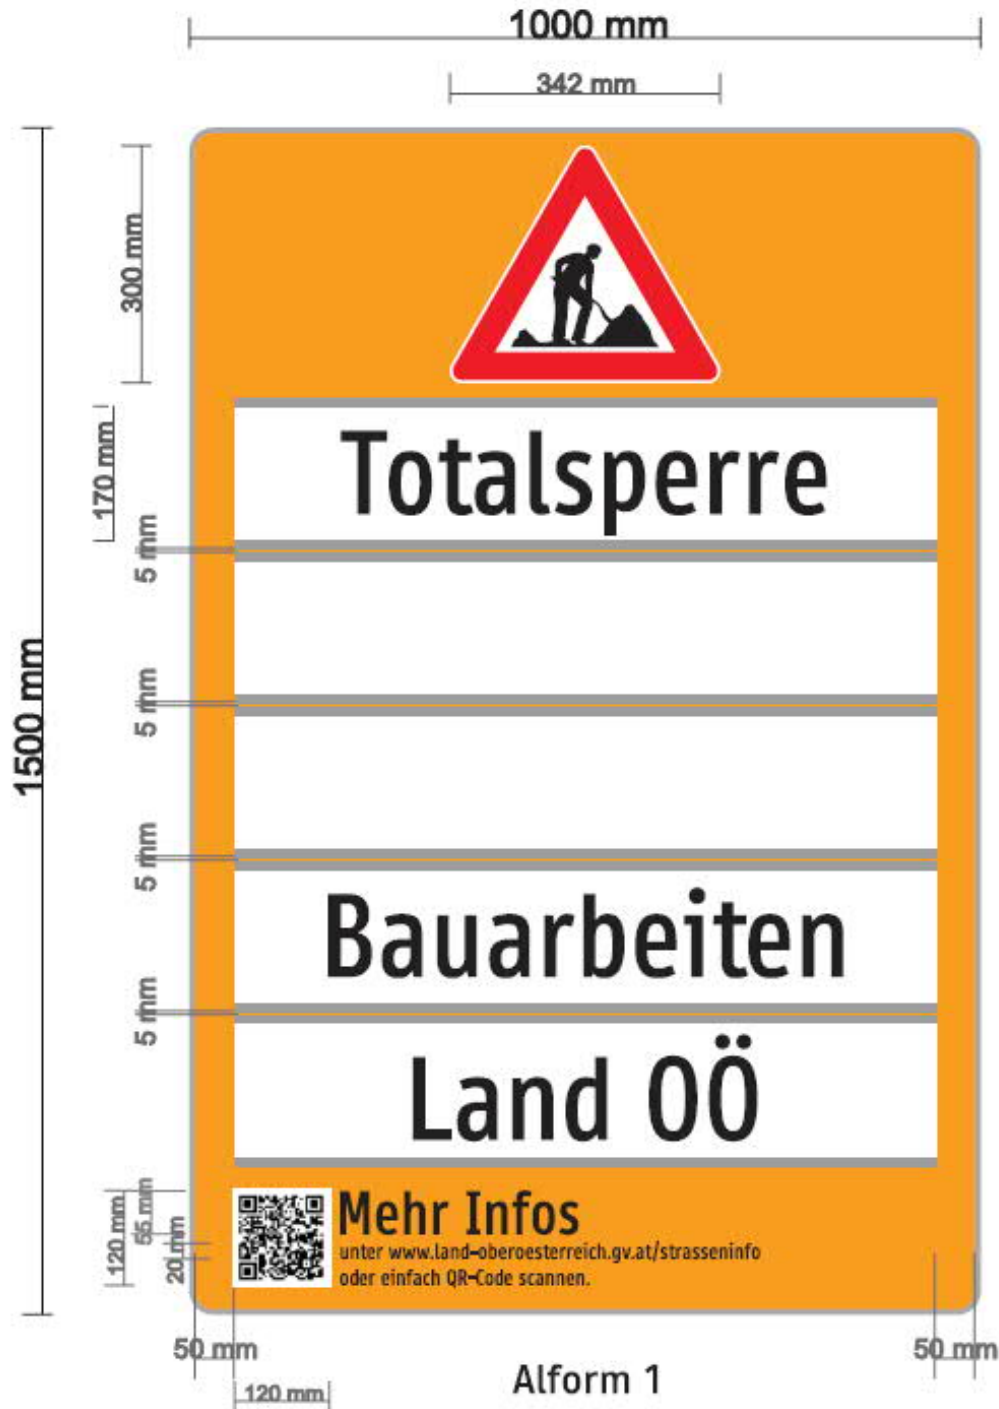 1000 mm
342 mm
300 mm
170 mm
Totalsperre
5 mm
5 mm
1500 mm
5 mm
Bauarbeiten
5 mm
Land OÖ
120 mm
55 mm
20 mm
Mehr Infos
unter www.land-oberoesterreich.gv.at/strasseninfo
oder einfach QR-Code scannen.
50 mm
50 mm
120 mm
Alform 1